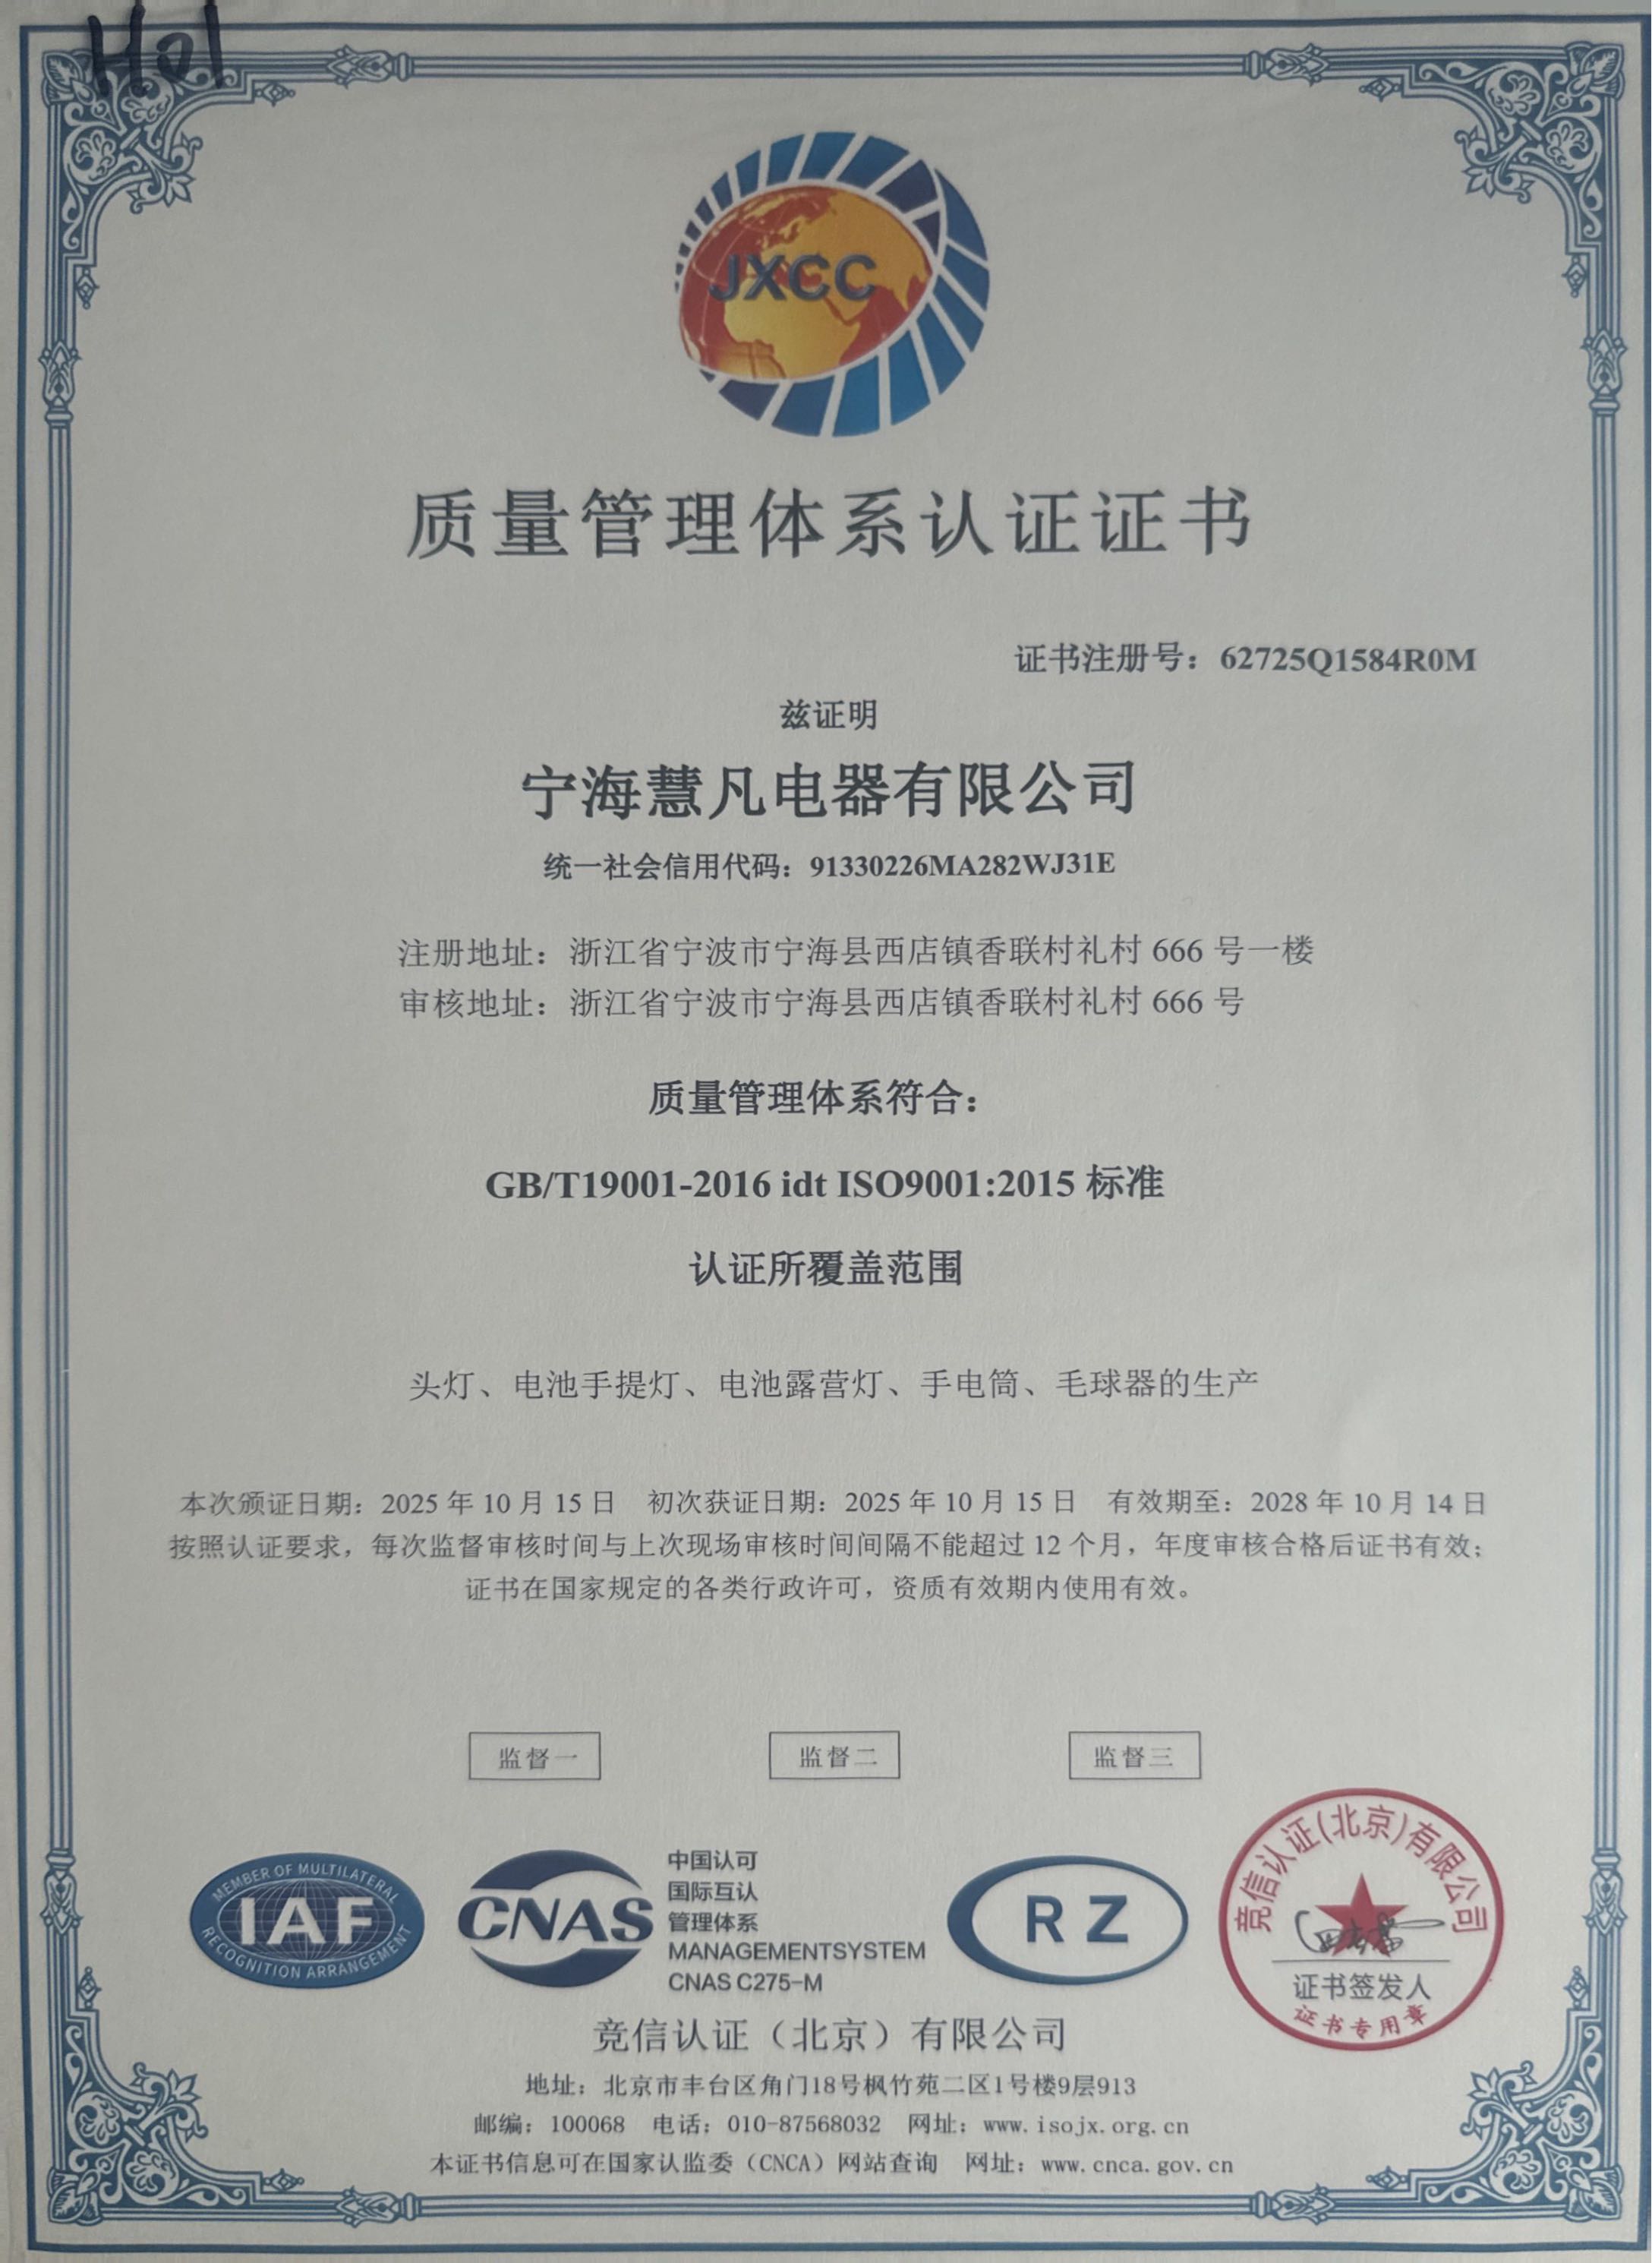 H01
JXCC
质量管理体系认证证书
证书注册号：62725Q1584R0M
兹证明
宁海慧凡电器有限公司
统一社会信用代码：91330226MA282WJ31E
注册地址：浙江省宁波市宁海县西店镇香联村礼村 666 号一楼
审核地址：浙江省宁波市宁海县西店镇香联村礼村 666 号
质量管理体系符合：
GB/T19001-2016 idt ISO9001:2015 标准
认证所覆盖范围
头灯、电池手提灯、电池露营灯、手电筒、毛球器的生产
本次颁证日期：2025 年 10 月 15 日 初次获证日期：2025 年 10 月 15 日 有效期至：2028 年 10 月 14 日
按照认证要求，每次监督审核时间与上次现场审核时间间隔不能超过 12 个月，年度审核合格后证书有效；
证书在国家规定的各类行政许可，资质有效期内使用有效。
监督一 监督二 监督三
MEMBER OF MULTILATERAL
IAF
RECOGNITION ARRANGEMENT
CNAS
中国认可
国际互认
管理体系
MANAGEMENTSYSTEM
CNAS C275-M
R Z
竞信认证(北京)有限公司
证书签发人
证书专用章
竞信认证（北京）有限公司
地址：北京市丰台区角门18号枫竹苑二区1号楼9层913
邮编：100068 电话：010-87568032 网址：www.isojx.org.cn
本证书信息可在国家认监委（CNCA）网站查询 网址：www.cnca.gov.cn